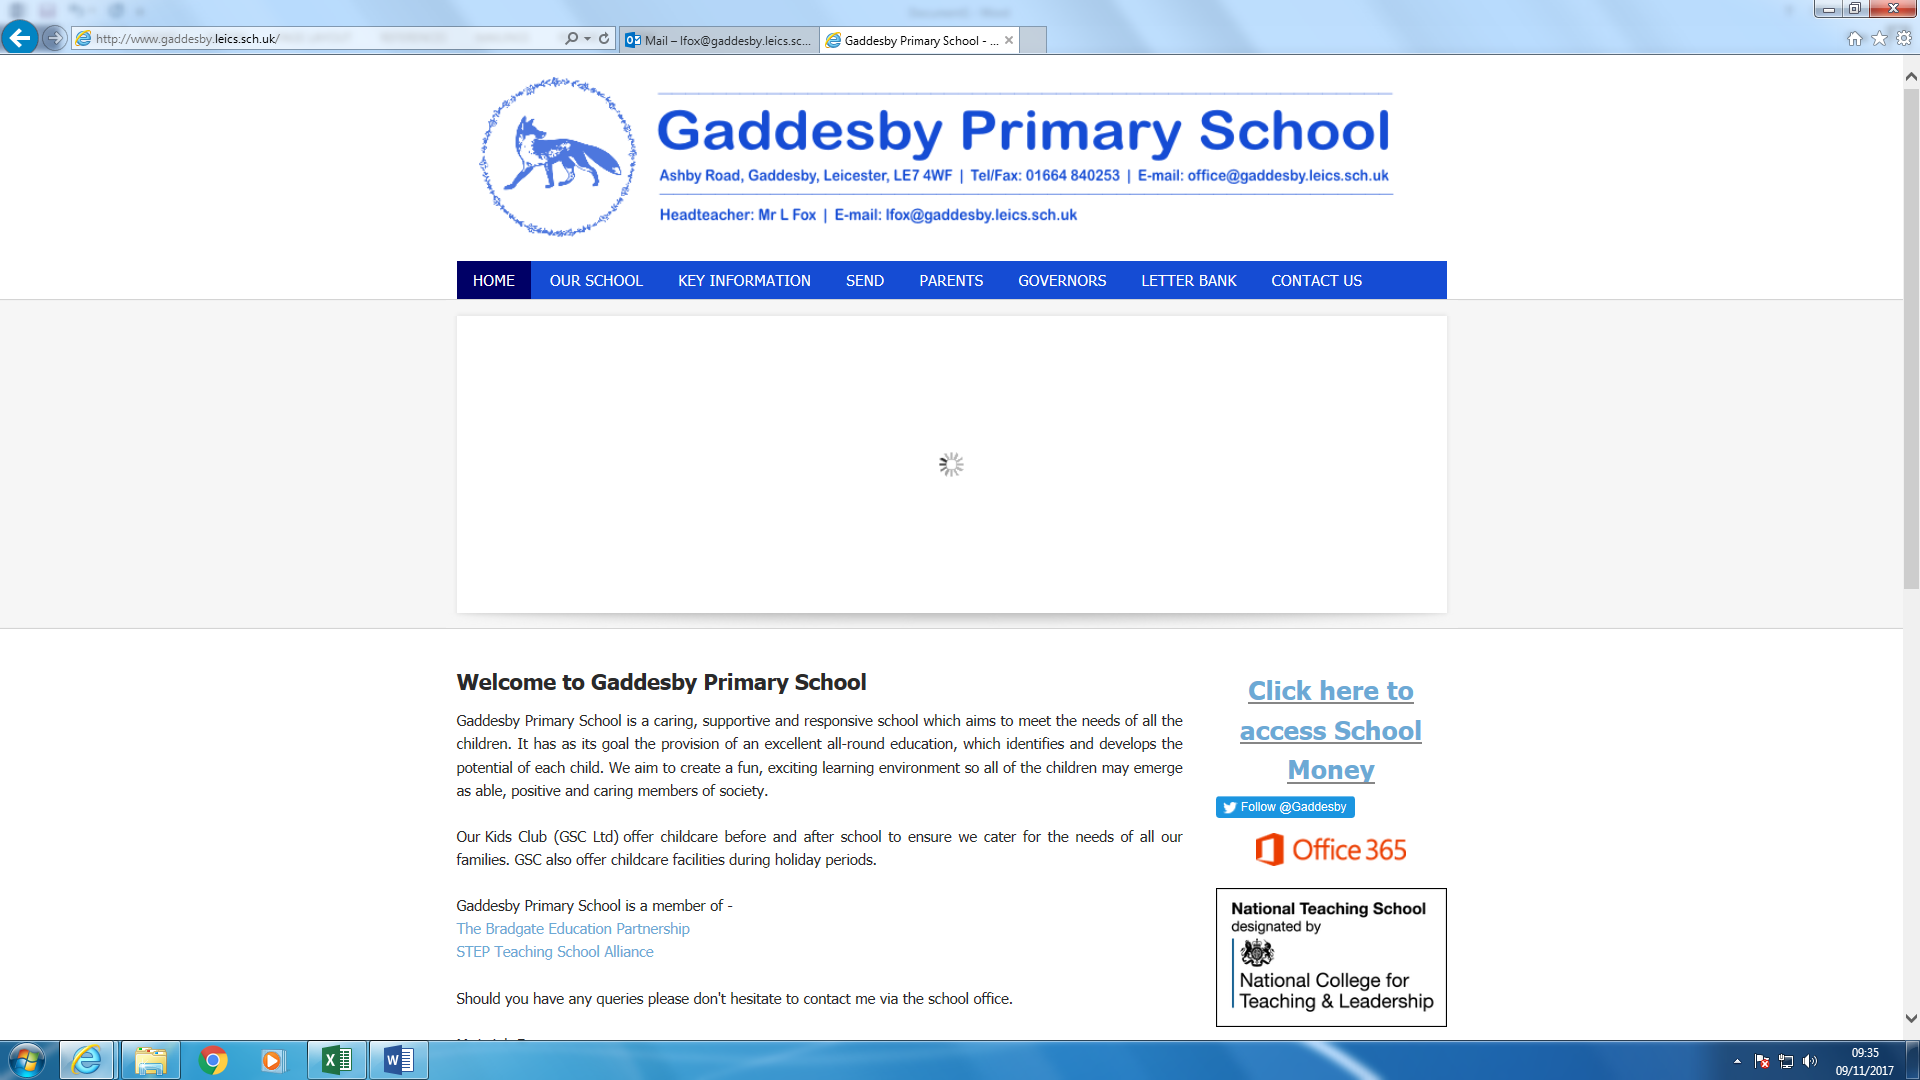 http://www.gaddesby.leics.sch.uk/
Mail – lfox@gaddesby.leics.sc...
Gaddesby Primary School - ...
Gaddesby Primary School
Ashby Road, Gaddesby, Leicester, LE7 4WF | Tel/Fax: 01664 840253 | E-mail: office@gaddesby.leics.sch.uk
Headteacher: Mr L Fox | E-mail: lfox@gaddesby.leics.sch.uk
HOME OUR SCHOOL KEY INFORMATION SEND PARENTS GOVERNORS LETTER BANK CONTACT US
Welcome to Gaddesby Primary School
Gaddesby Primary School is a caring, supportive and responsive school which aims to meet the needs of all the
children. It has as its goal the provision of an excellent all-round education, which identifies and develops the
potential of each child. We aim to create a fun, exciting learning environment so all of the children may emerge
as able, positive and caring members of society.
Our Kids Club (GSC Ltd) offer childcare before and after school to ensure we cater for the needs of all our
families. GSC also offer childcare facilities during holiday periods.
Gaddesby Primary School is a member of -
The Bradgate Education Partnership
STEP Teaching School Alliance
Should you have any queries please don't hesitate to contact me via the school office.
Click here to
access School
Money
Follow @Gaddesby
Office 365
National Teaching School
designated by
National College for
Teaching & Leadership
09:35
09/11/2017